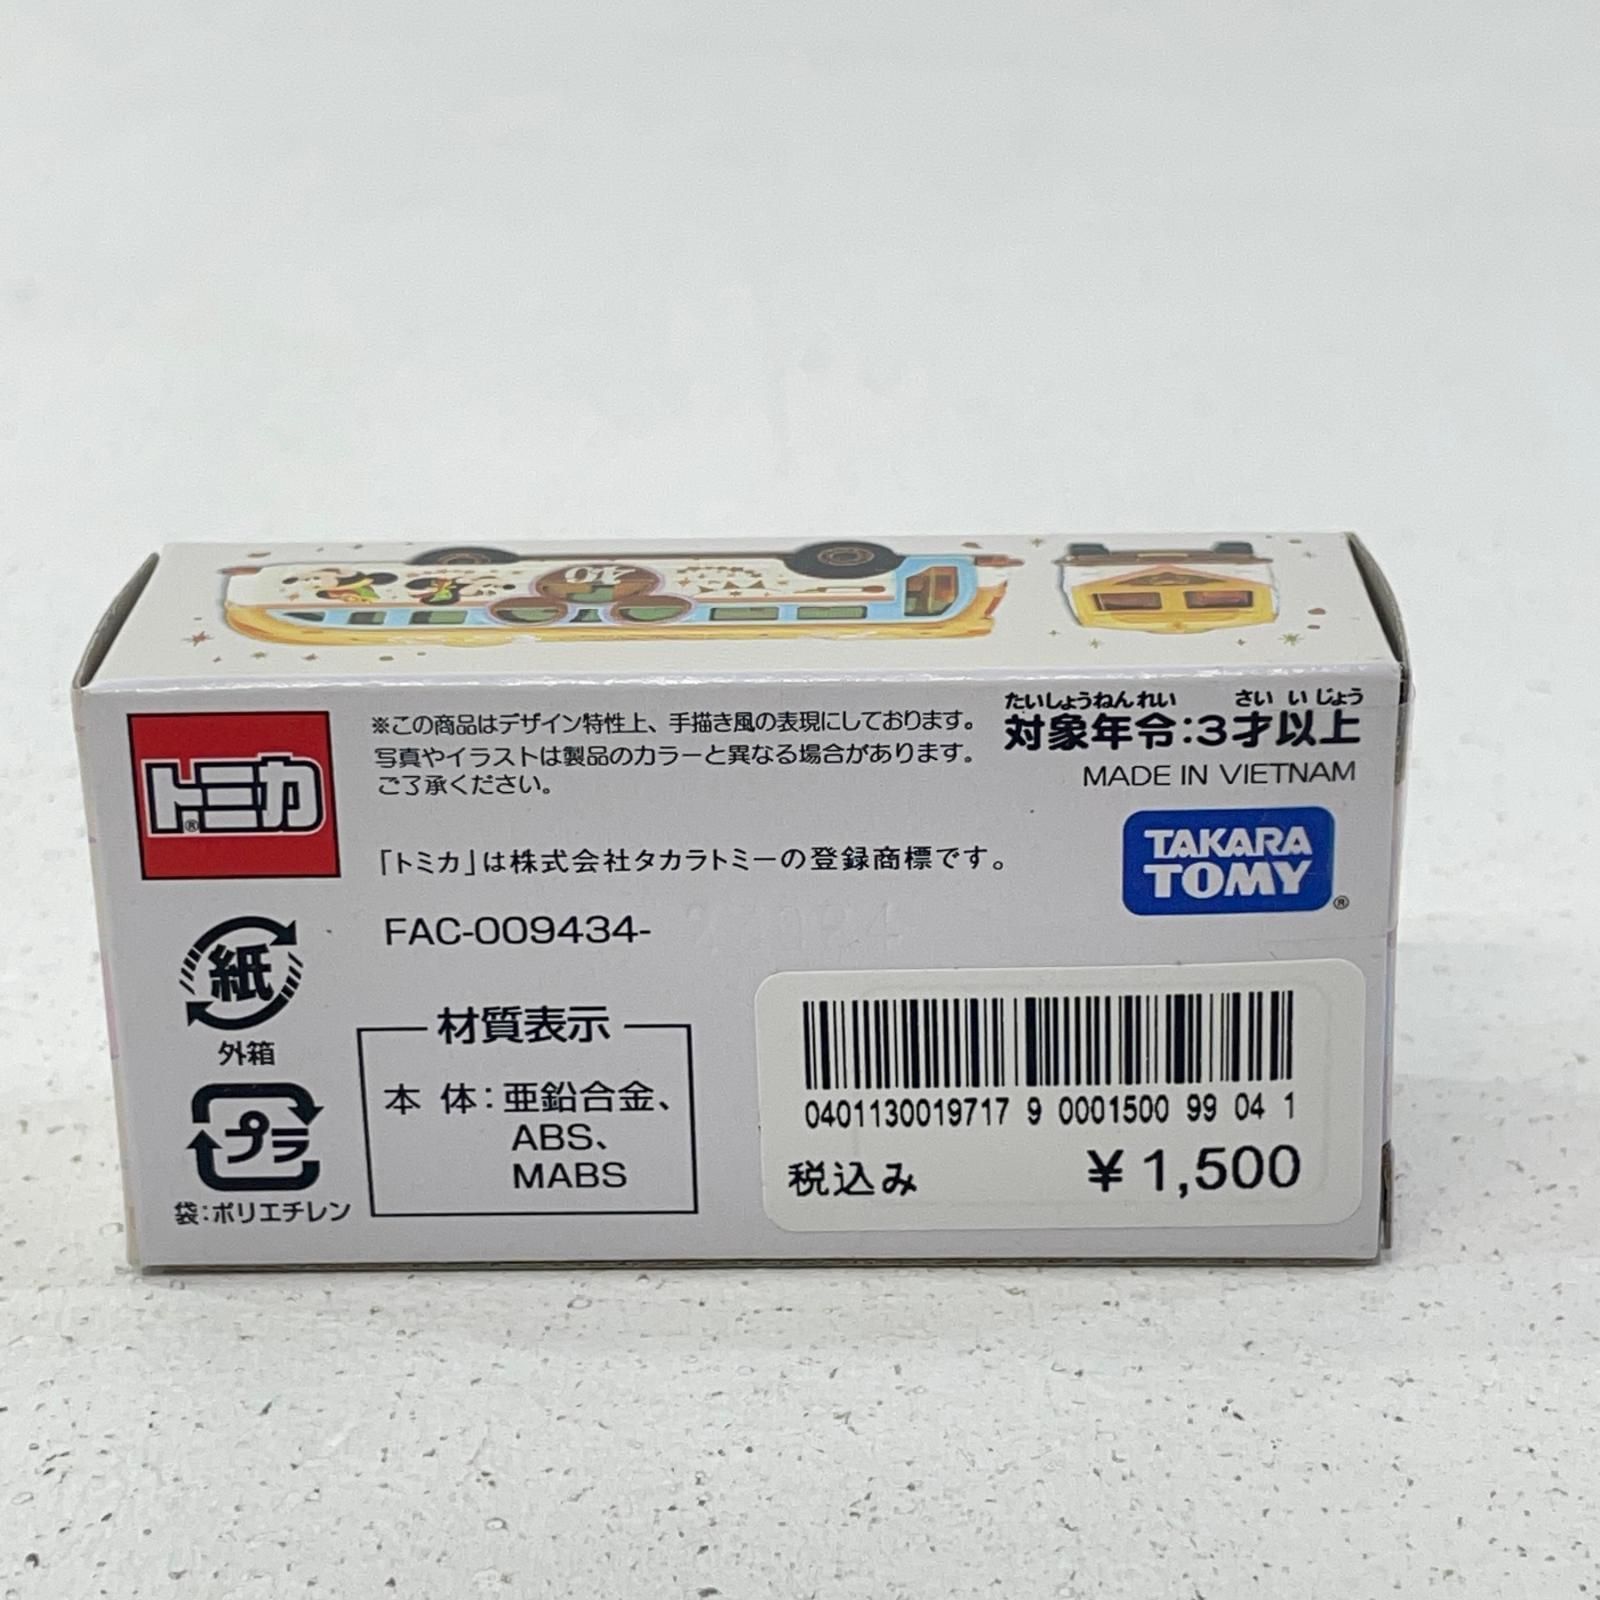 40
トミカ®
※この商品はデザイン特性上、手描き風の表現にしております。
写真やイラストは製品のカラーと異なる場合があります。
ご了承ください。
たいしょうねんれい さい い じょう
対象年令:3才以上
MADE IN VIETNAM
「トミカ」は株式会社タカラトミーの登録商標です。
TAKARA
TOMY®
FAC-009434-
紙
外箱
プラ
袋:ポリエチレン
材質表示
本 体:亜鉛合金、
ABS、
MABS
0401130019717 9 0001500 99 04 1
税込み ¥1,500